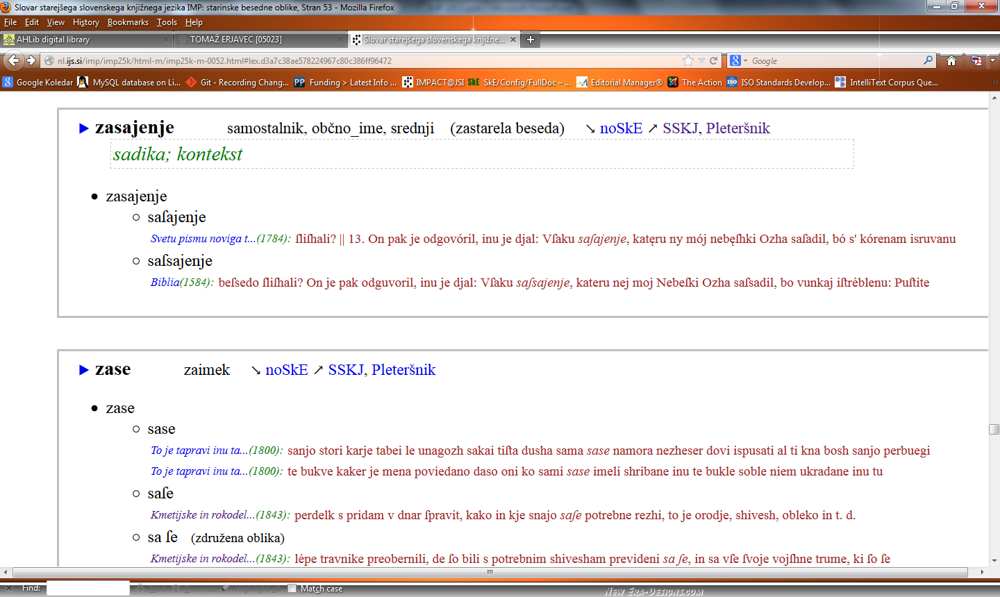 Slovar starejšega slovenskega knjižnega jezika IMP: starinske besedne oblike, Stran 53 - Mozilla Firefox
File Edit View History Bookmarks Tools Help
AHLib digital library × TOMAŽ ERJAVEC [05023] × Slovar starejšega slovenskega knjižne... × +
nl.ijs.si/imp/imp25k/html-m/imp25k-m-0052.html#lex.d3a7c38ae578224967c80c386ff96472 Google
Google Koledar MySQL database on Li... Git - Recording Chang... PP Funding > Latest Info ... IMPACT@JSI SkE SkE/Config/FullDoc – ... Editorial Manager® The Action ISO ISO Standards Develop... IntelliText Corpus Que... »
► zasajenje samostalnik, občno_ime, srednji (zastarela beseda) ↘ noSkE ↗ SSKJ, Pleteršnik
sadika; kontekst
• zasajenje
○ saſajenje
Svetu pismu noviga t...(1784): ſliſhali? || 13. On pak je odgovóril, inu je djal: Vſaku saſajenje, katęru ny mój nebęſhki Ozha saſadil, bó s' kórenam isruvanu
○ saſsajenje
Biblia(1584): beſsedo ſliſhali? On je pak odguvoril, inu je djal: Vſaku saſsajenje, kateru nej moj Nebeſki Ozha saſsadil, bo vunkaj iſtréblenu: Puſtite
► zase zaimek ↘ noSkE ↗ SSKJ, Pleteršnik
• zase
○ sase
To je tapravi inu ta...(1800): sanjo stori karje tabei le unagozh sakai tiſta dusha sama sase namora nezheser dovi ispusati al ti kna bosh sanjo perbuegi
To je tapravi inu ta...(1800): te bukve kaker je mena poviedano daso oni ko sami sase imeli shribane inu te bukle soble niem ukradane inu tu
○ saſe
Kmetijske in rokodel...(1843): perdelk s pridam v dnar ſpravit, kako in kje snajo saſe potrebne rezhi, to je orodje, shivesh, obleko in t. d.
○ sa ſe (združena oblika)
Kmetijske in rokodel...(1843): lépe travnike preobernili, de ſo bili s potrebnim shivesham prevideni sa ſe, in sa vſe ſvoje vojſhne trume, ki ſo ſe
× Find: Match case
New Era-Designs.com